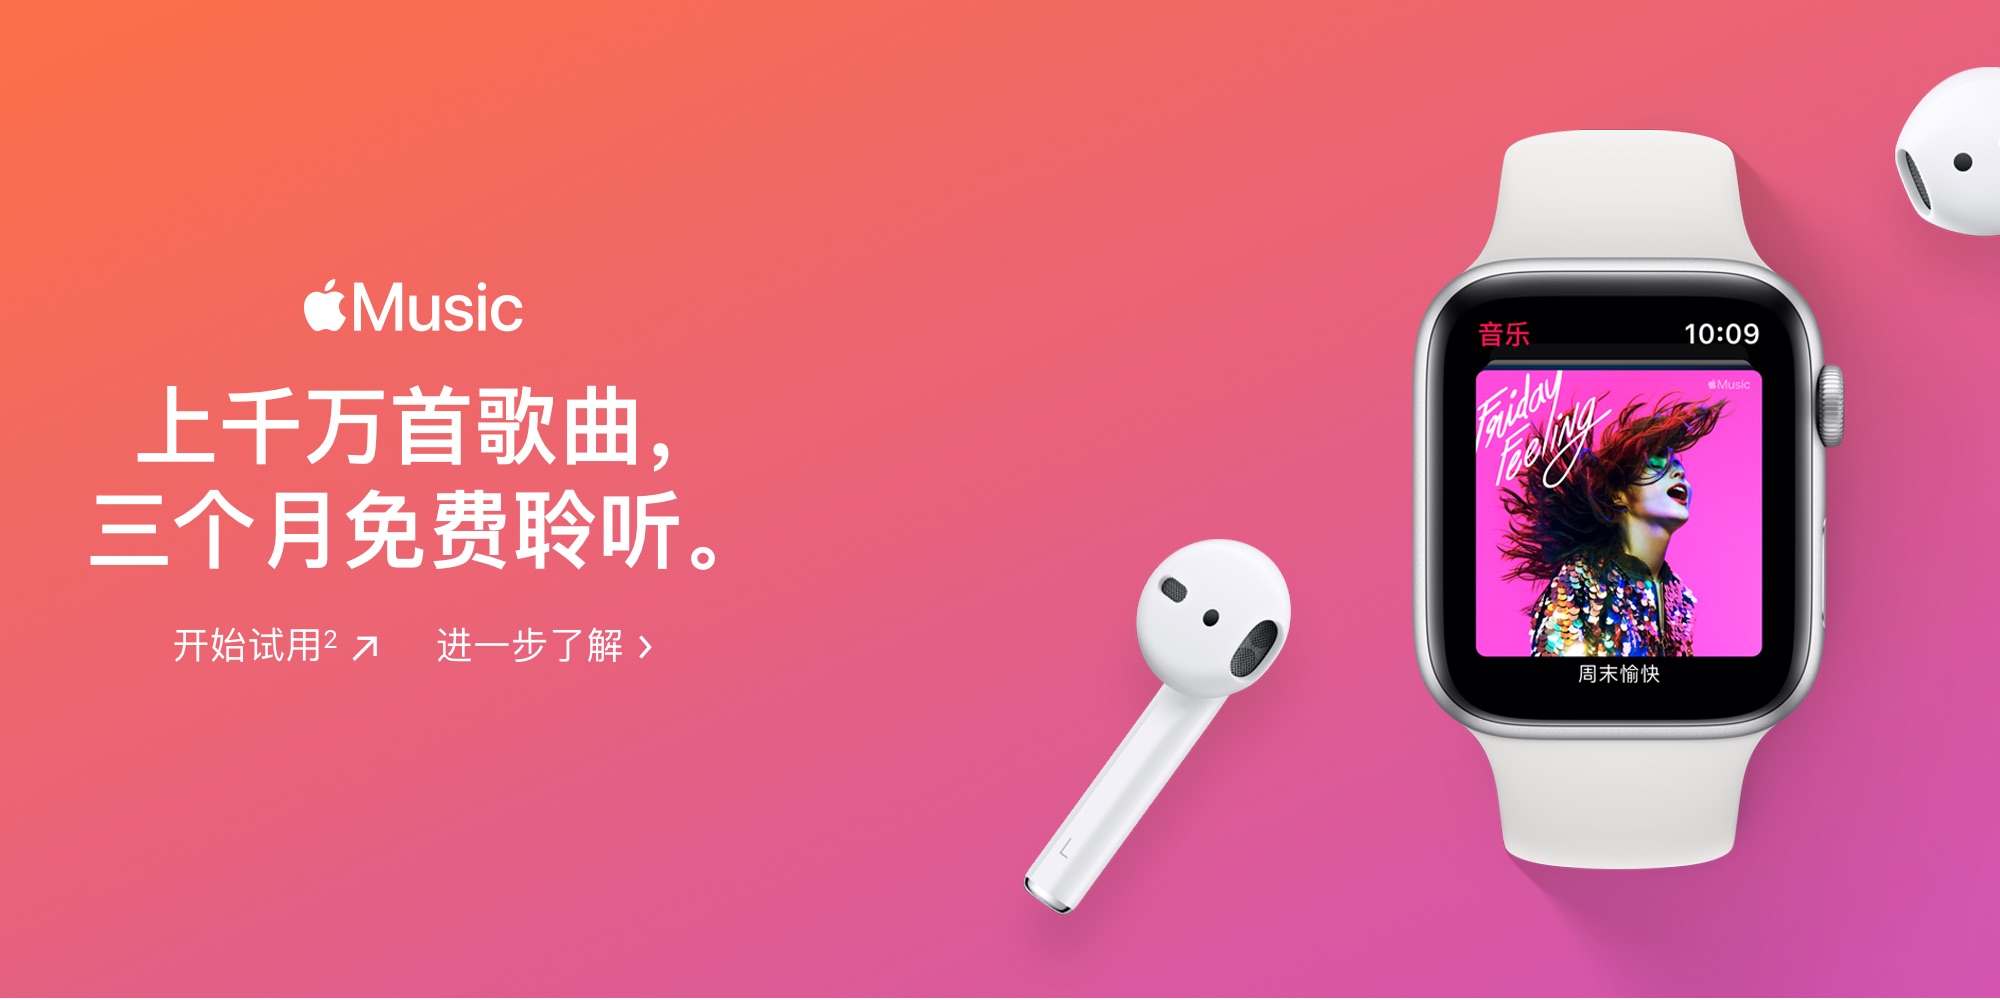 Music
上千万首歌曲，
三个月免费聆听。
开始试用2 进一步了解
音乐 10:09
Music
Friday
Feeling
周末愉快
L